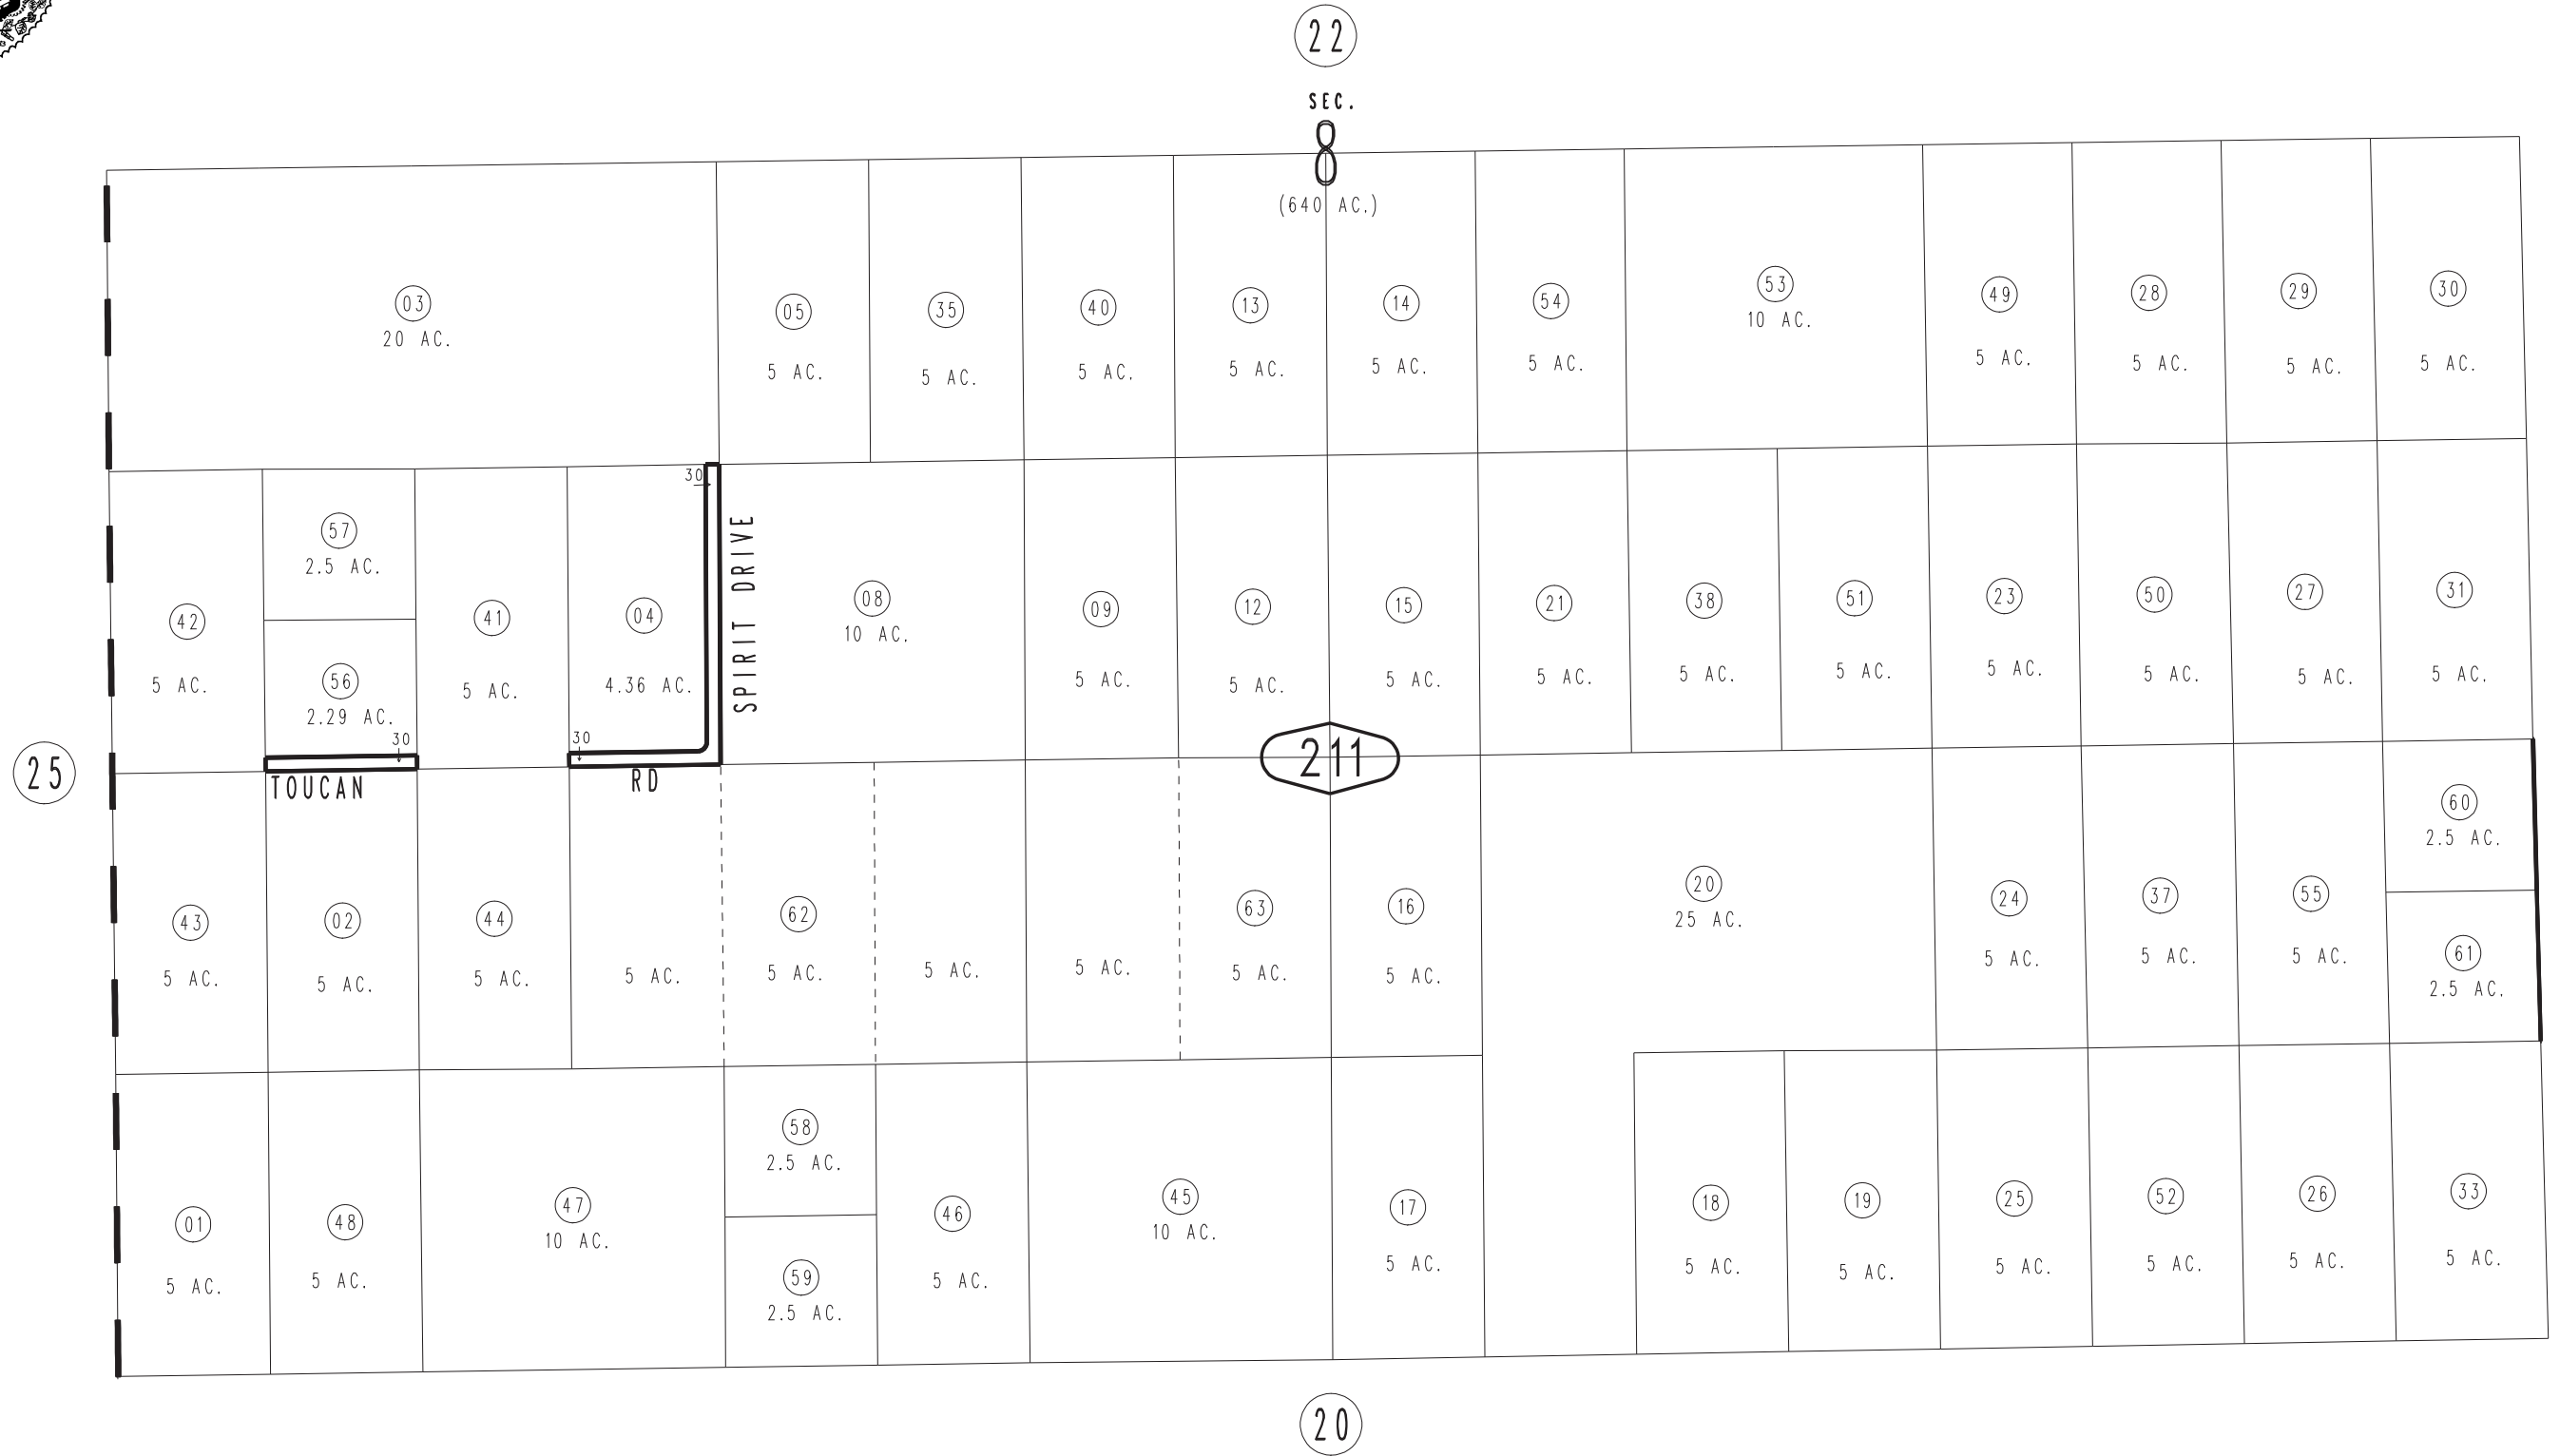 22
SEC.
8
(640 AC.)
03
20 AC.
05
5 AC.
35
5 AC.
40
5 AC.
13
5 AC.
14
5 AC.
54
5 AC.
53
10 AC.
49
5 AC.
28
5 AC.
29
5 AC.
30
5 AC.
42
5 AC.
57
2.5 AC.
56
2.29 AC.
30
41
5 AC.
04
4.36 AC.
30
30
SPIRIT DRIVE
08
10 AC.
09
5 AC.
12
5 AC.
15
5 AC.
21
5 AC.
38
5 AC.
51
5 AC.
23
5 AC.
50
5 AC.
27
5 AC.
31
5 AC.
25
TOUCAN
RD
211
43
5 AC.
02
5 AC.
44
5 AC.
5 AC.
62
5 AC.
5 AC.
5 AC.
63
5 AC.
16
5 AC.
20
25 AC.
24
5 AC.
37
5 AC.
55
5 AC.
60
2.5 AC.
61
2.5 AC.
01
5 AC.
48
5 AC.
47
10 AC.
58
2.5 AC.
59
2.5 AC.
46
5 AC.
45
10 AC.
17
5 AC.
18
5 AC.
19
5 AC.
25
5 AC.
52
5 AC.
26
5 AC.
33
5 AC.
20